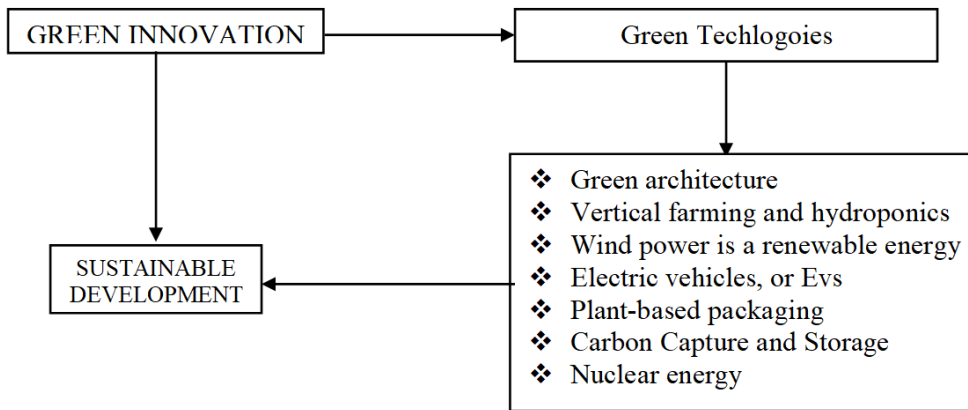 GREEN INNOVATION
Green Techlogoies
❖ Green architecture
❖ Vertical farming and hydroponics
❖ Wind power is a renewable energy
❖ Electric vehicles, or Evs
❖ Plant-based packaging
❖ Carbon Capture and Storage
❖ Nuclear energy
SUSTAINABLE
DEVELOPMENT